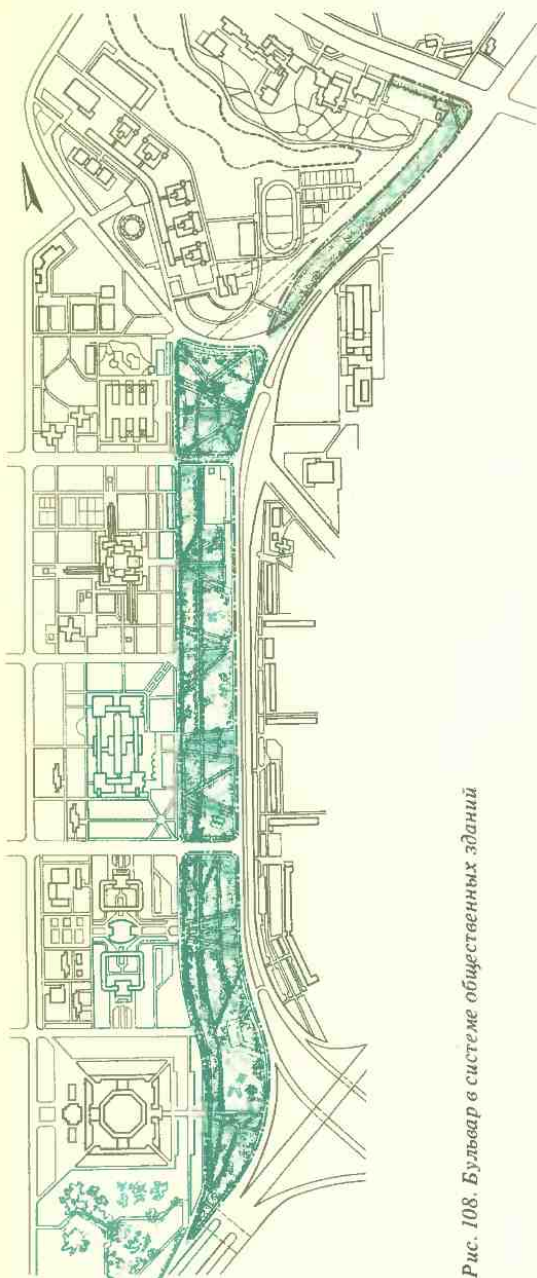 Рис. 108. Бульвар в системе общественных зданий